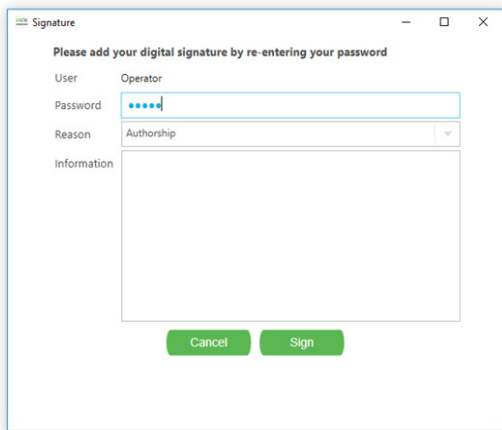 Signature
Please add your digital signature by re-entering your password
User Operator
Password •••••
Reason Authorship
Information
Cancel Sign